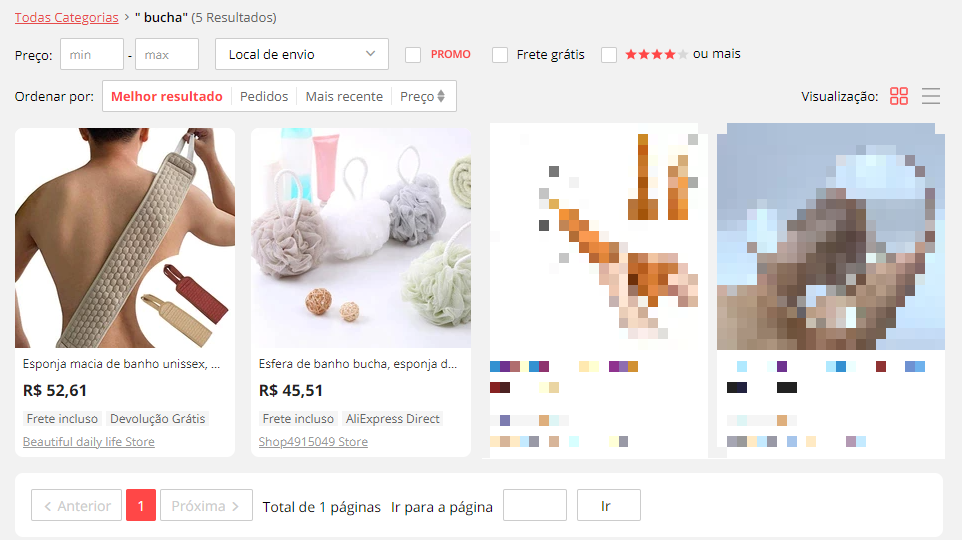 Todas Categorias > " bucha" (5 Resultados)
Preço: min - max Local de envio PROMO Frete grátis ou mais
Ordenar por: Melhor resultado Pedidos Mais recente Preço Visualização:
Esponja macia de banho unissex, ... Esfera de banho bucha, esponja d...
R$ 52,61 R$ 45,51
Frete incluso Devolução Grátis Frete incluso AliExpress Direct
Beautiful daily life Store Shop4915049 Store
< Anterior 1 Próxima > Total de 1 páginas Ir para a página Ir